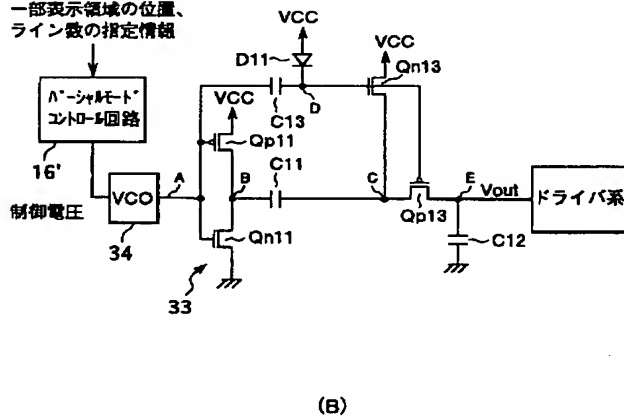 一部表示領域の位置、
ライン数の指定情報
パーシャルモード
コントロール回路
16'
制御電圧
VCO
34
A
VCC
D11
D
C13
VCC
Qp11
B
C11
Qn11
33
VCC
Qn13
C
Qp13
E
Vout
C12
ドライバ系
(B)